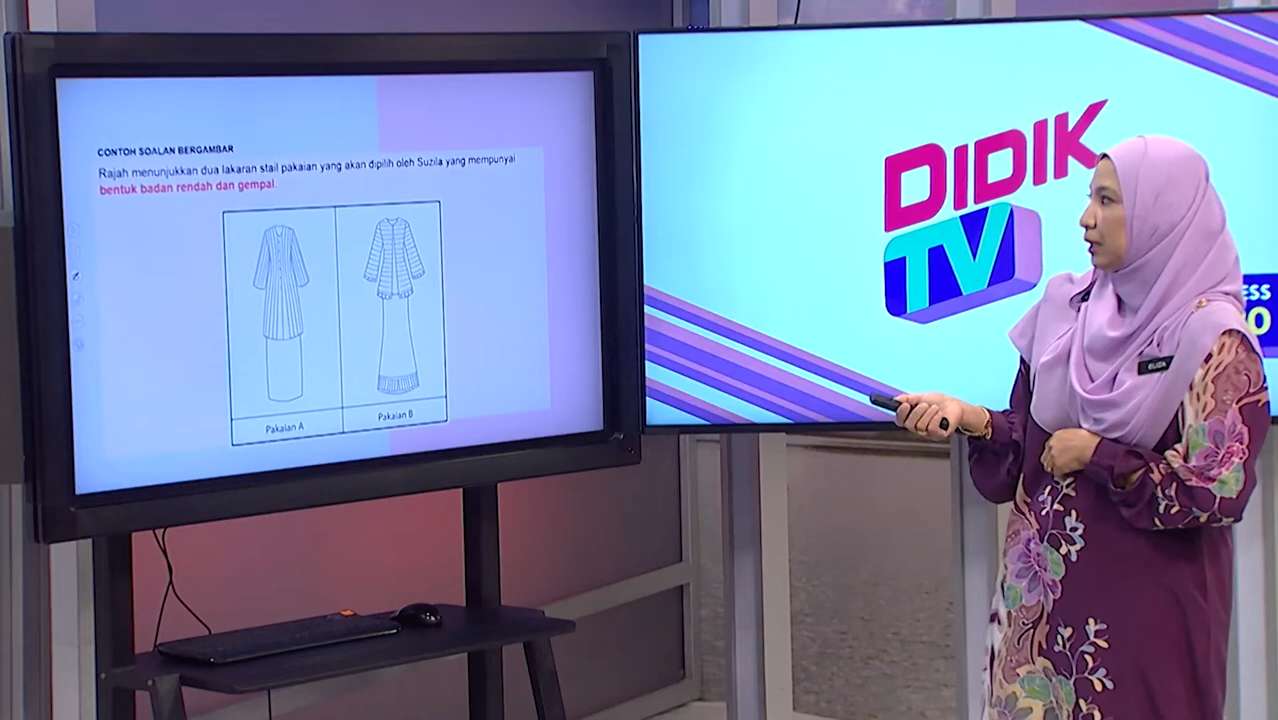 CONTOH SOALAN BERGAMBAR
Rajah menunjukkan dua lakaran stail pakaian yang akan dipilih oleh Suzila yang mempunyai
bentuk badan rendah dan gempal.
Pakaian A
Pakaian B
DIDIK
TV
ESS